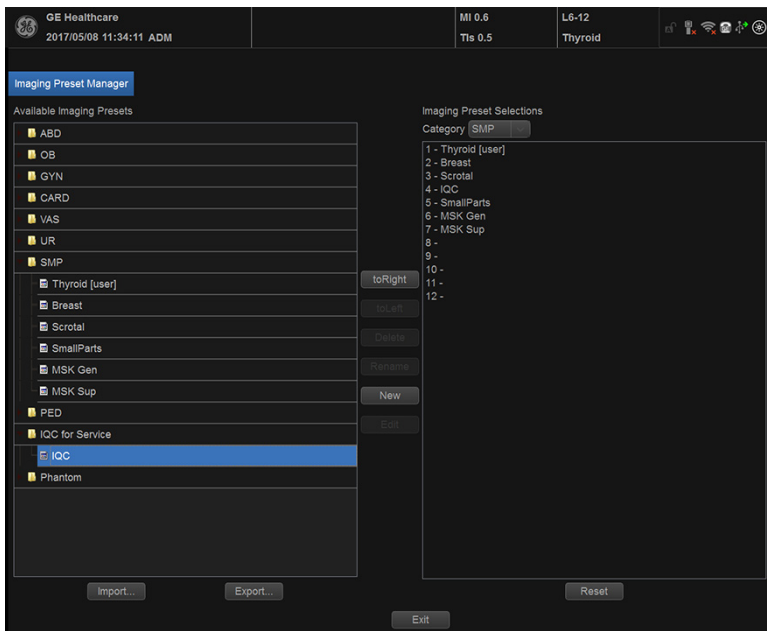 GE Healthcare
2017/05/08 11:34:11 ADM
MI 0.6
TIs 0.5
L6-12
Thyroid
Imaging Preset Manager
Available Imaging Presets
ABD
OB
GYN
CARD
VAS
UR
SMP
Thyroid [user]
Breast
Scrotal
SmallParts
MSK Gen
MSK Sup
PED
IQC for Service
IQC
Phantom
toRight
toLeft
Delete
Rename
New
Edit
Imaging Preset Selections
Category SMP
1 - Thyroid [user]
2 - Breast
3 - Scrotal
4 - IQC
5 - SmallParts
6 - MSK Gen
7 - MSK Sup
8 -
9 -
10 -
11 -
12 -
Import...
Export...
Reset
Exit